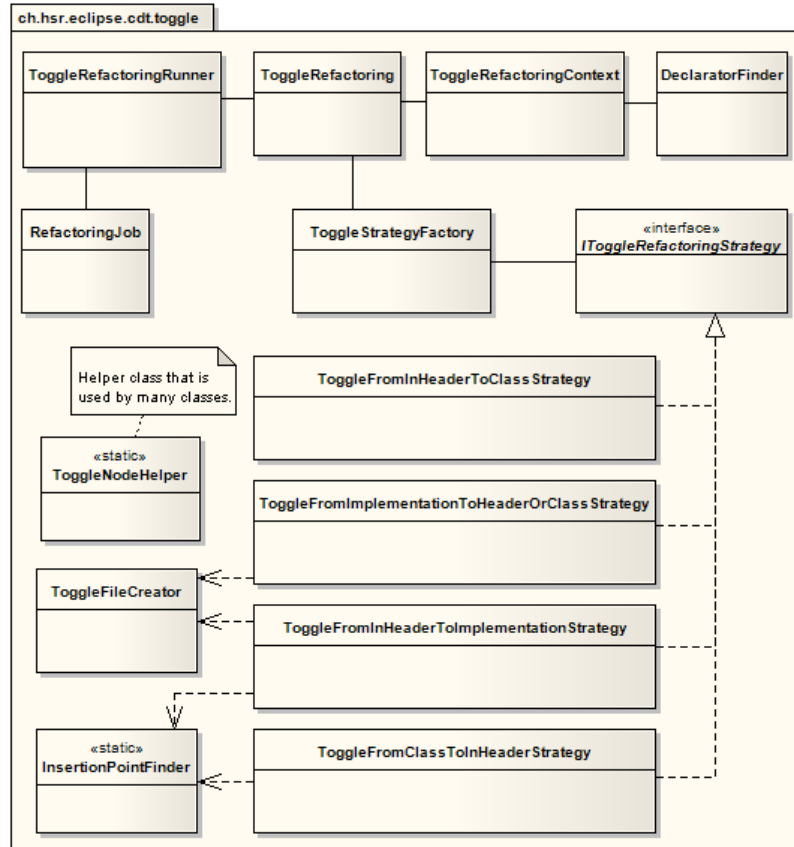 ch.hsr.eclipse.cdt.toggle
ToggleRefactoringRunner
ToggleRefactoring
ToggleRefactoringContext
DeclaratorFinder
RefactoringJob
ToggleStrategyFactory
«interface»
IToggleRefactoringStrategy
Helper class that is
used by many classes.
ToggleFromInHeaderToClassStrategy
«static»
ToggleNodeHelper
ToggleFromImplementationToHeaderOrClassStrategy
ToggleFileCreator
ToggleFromInHeaderToImplementationStrategy
«static»
InsertionPointFinder
ToggleFromClassToInHeaderStrategy